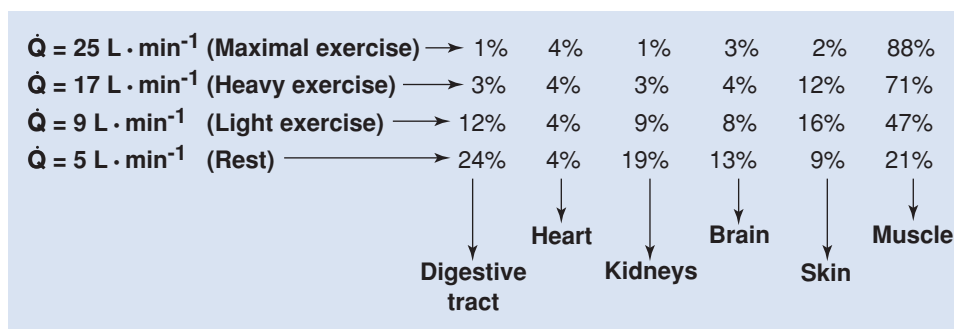 Q̇ = 25 L · min-1 (Maximal exercise) 1% 4% 1% 3% 2% 88%
Q̇ = 17 L · min-1 (Heavy exercise) 3% 4% 3% 4% 12% 71%
Q̇ = 9 L · min-1 (Light exercise) 12% 4% 9% 8% 16% 47%
Q̇ = 5 L · min-1 (Rest) 24% 4% 19% 13% 9% 21%
Heart Brain Muscle
Digestive Kidneys Skin
tract